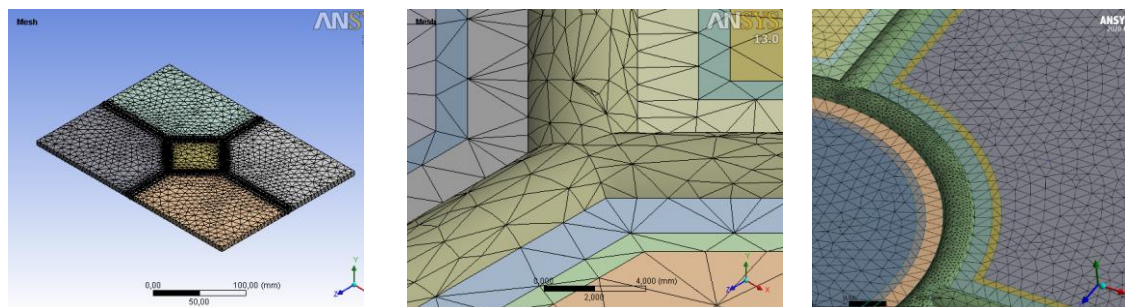 Mesh
ANSYS
0,00
100,00 (mm)
50,00
Y
Z
X
Mesh
ANSYS
13.0
0,000
4,000 (mm)
2,000
Y
Z
X
ANSY